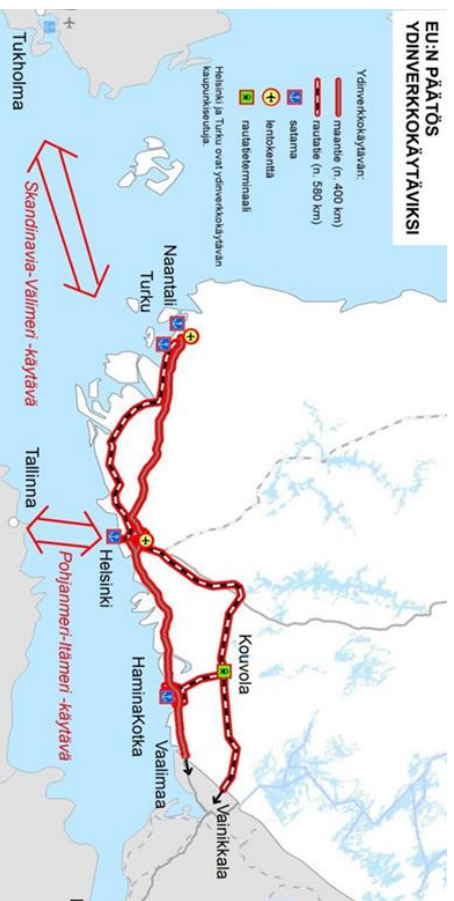 EU:N PÄÄTÖS
YDINVERKKOKÄYTÄVIKSI
Ydinverkkokäytävän:
maantie (n. 400 km)
rautatie (n. 580 km)
satama
lentokenttä
rautatieterminaali
Helsinki ja Turku ovat ydinverkkokäytävän
kaupunkiseutuja.
Tukholma
Skandinavia-Välimeri -käytävä
Naantali
Turku
Tallinna
Helsinki
Pohjanmeri-Itämeri -käytävä
Kouvola
HaminaKotka
Vaalimaa
Vainikkala